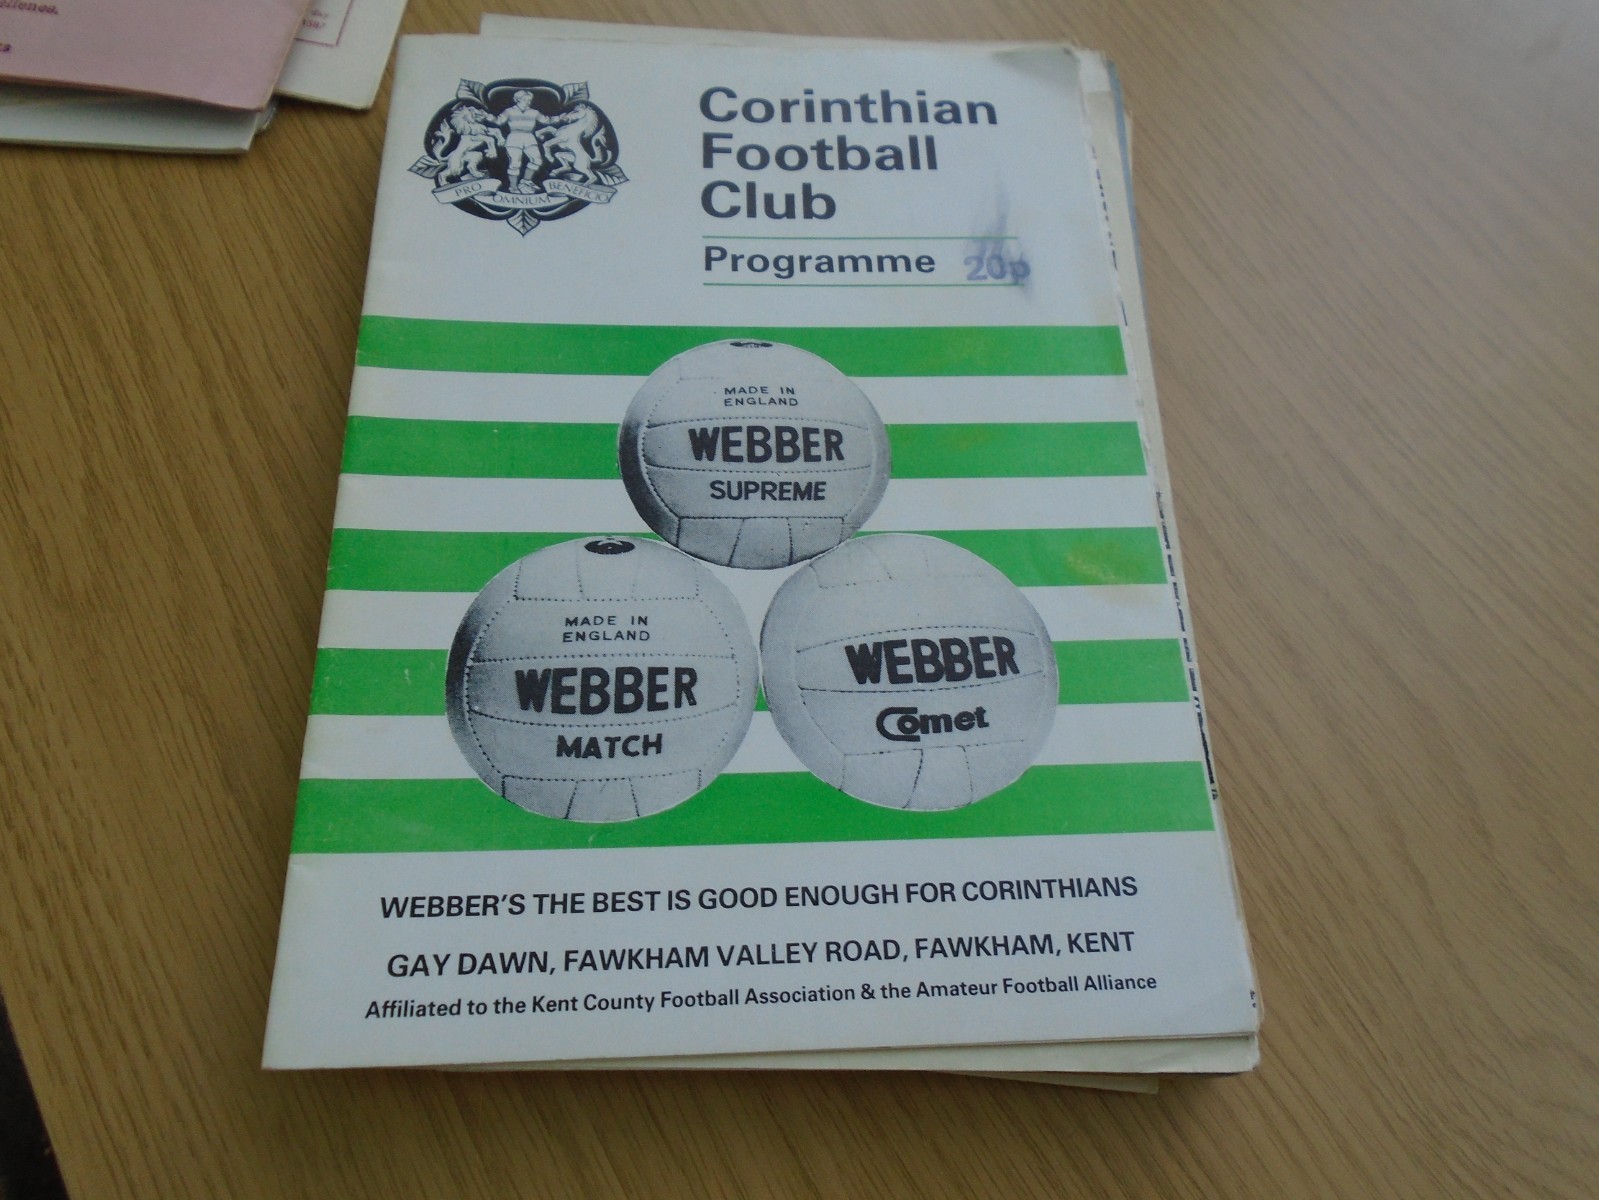 ellence.
Corinthian
Football
Club
Programme 20p
PRO OMNIUM BENEFICIO
MADE IN
ENGLAND
WEBBER
SUPREME
MADE IN
ENGLAND
WEBBER
MATCH
WEBBER
Comet
WEBBER'S THE BEST IS GOOD ENOUGH FOR CORINTHIANS
GAY DAWN, FAWKHAM VALLEY ROAD, FAWKHAM, KENT
Affiliated to the Kent County Football Association & the Amateur Football Alliance